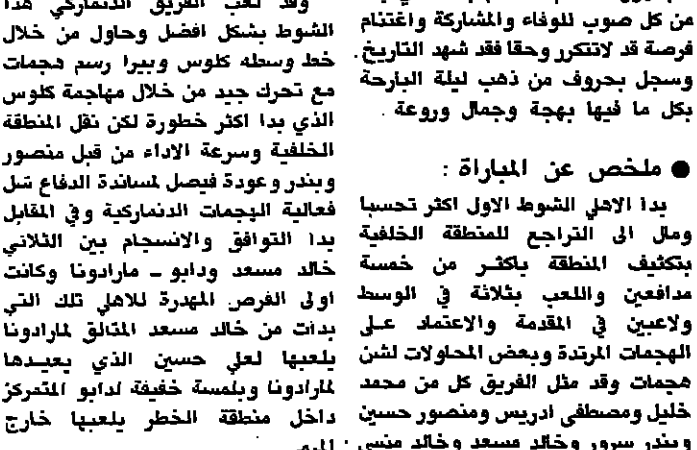 من كل صوب للوفاء والمشاركة واغتنام
فرصة قد لاتتكرر وحقا فقد شهد التاريخ.
وسجل بحروف من ذهب ليلة البارحة
بكل ما فيها بهجة وجمال وروعة .
● ملخص عن المباراة :
بدا الاهلي الشوط الاول اكثر تحسبا
ومال الى التراجع للمنطقة الخلفية
بتكثيف المنطقة باكثر من خمسة
مدافعين واللعب بثلاثة في الوسط
ولاعبين في المقدمة والاعتماد على
الهجمات المرتدة وبعض المحاولات لشن
هجمات وقد مثل الفريق كل من محمد
خليل ومصطفى ادريس ومنصور حسين
وبندر سرور وخالد مسعد وخالد منسي .
وقد لعب الفريق الدنماركي هذا
الشوط بشكل افضل وحاول من خلال
خط وسطه كلوس وبيرا رسم هجمات
مع تحرك جيد من خلال مهاجمة كلوس
الذي بدا اكثر خطورة لكن نقل المنطقة
الخلفية وسرعة الاداء من قبل منصور
وبندر وعودة فيصل لمساندة الدفاع شل
فعالية الهجمات الدنماركية وفي المقابل
بدا التوافق والانسجام بين الثلاثي
خالد مسعد ودابو ــ مارادونا وكانت
اولى الفرص المهدرة للاهلي تلك التي
بدات من خالد مسعد المتالق لمارادونا
يلعبها لعلي حسين الذي يعيدها
لمارادونا وبلمسة خفيفة لدابو المتمركز
داخل منطقة الخطر يلعبها خارج